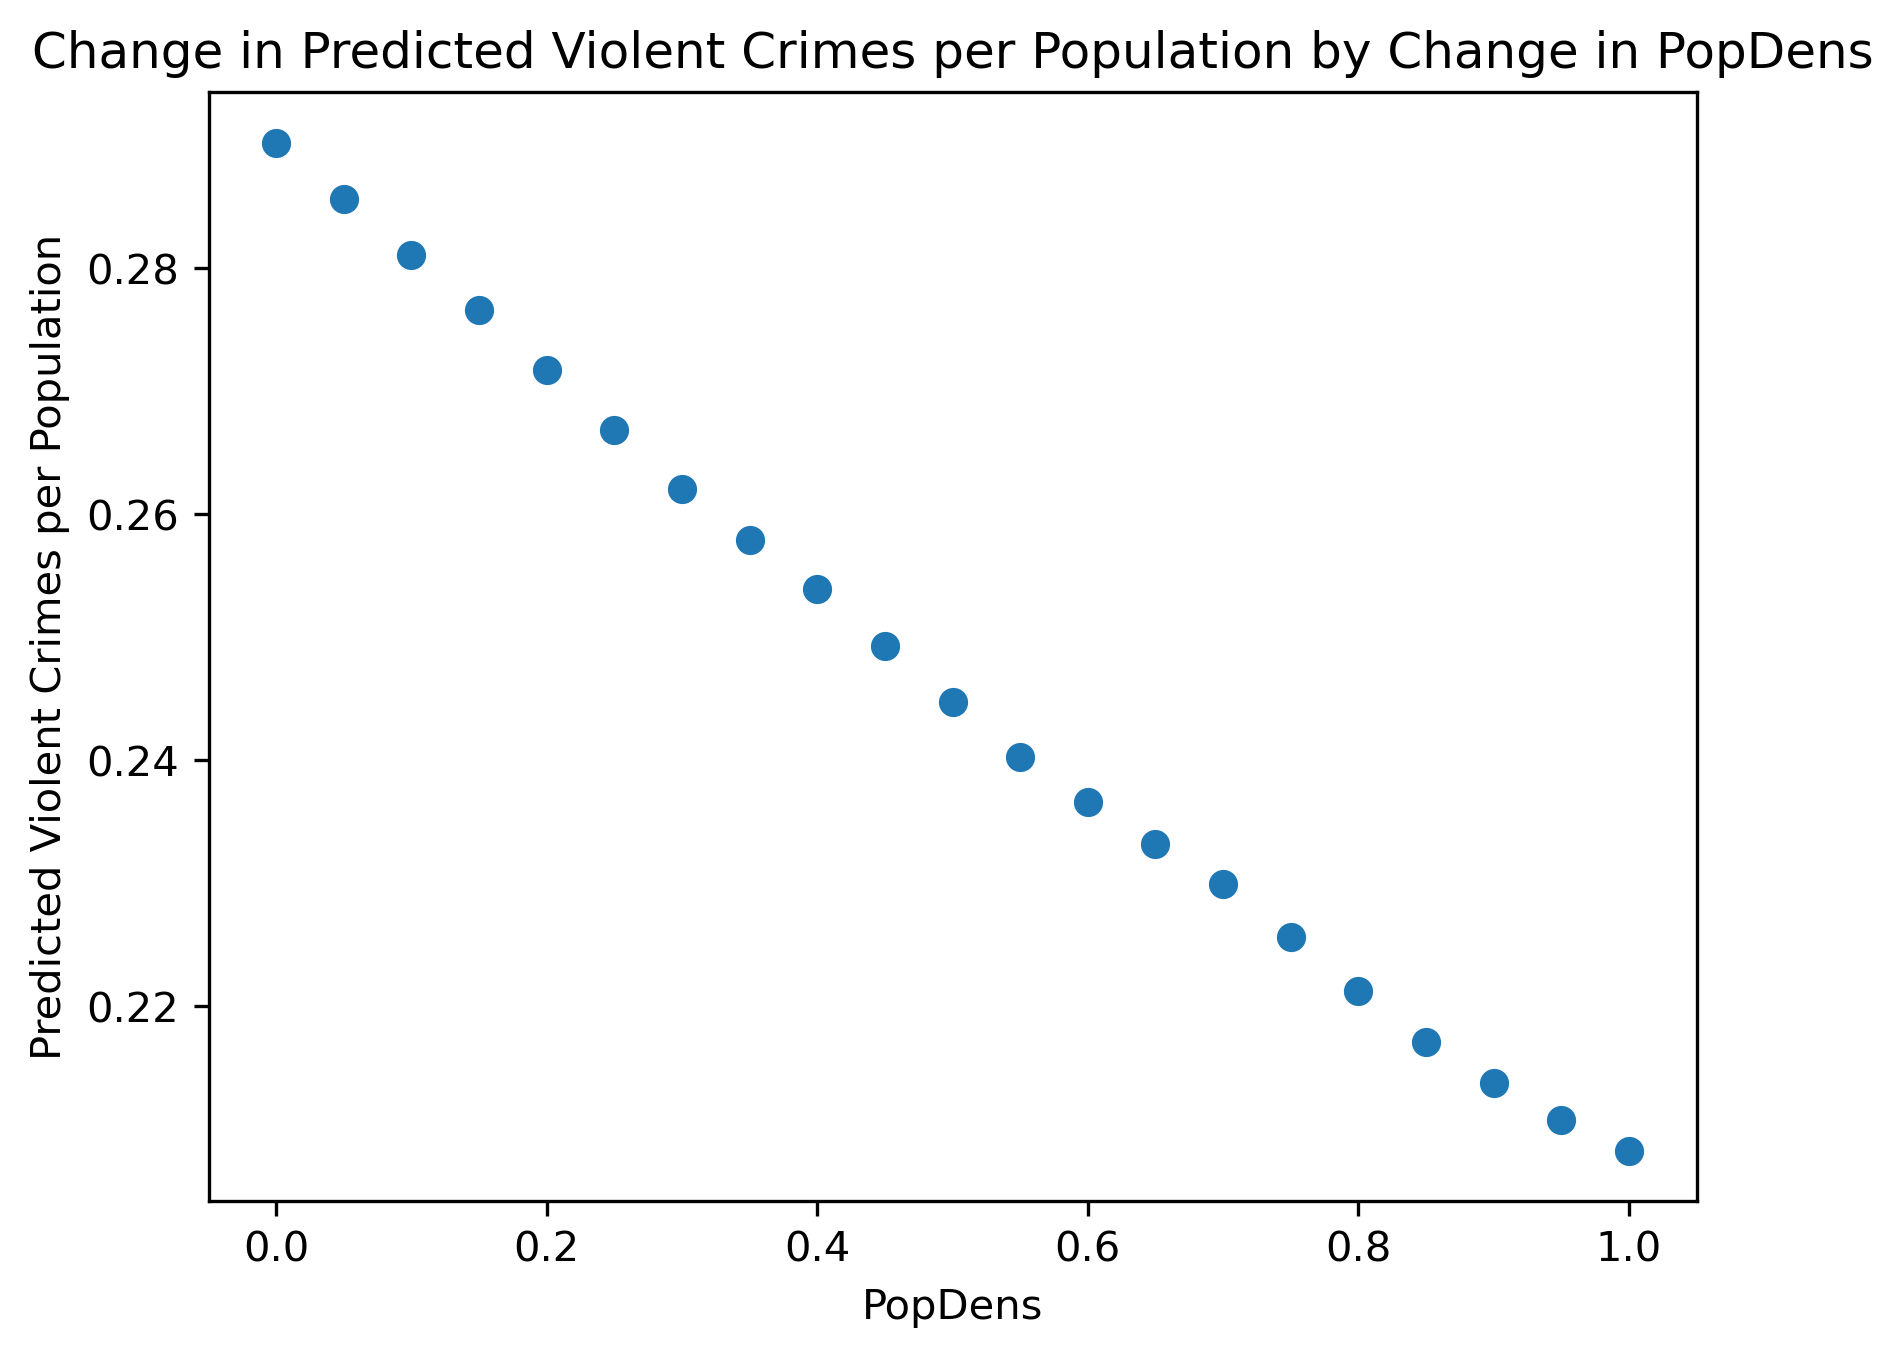 Change in Predicted Violent Crimes per Population by Change in PopDens
Predicted Violent Crimes per Population
0.28
0.26
0.24
0.22
0.0 0.2 0.4 0.6 0.8 1.0
PopDens